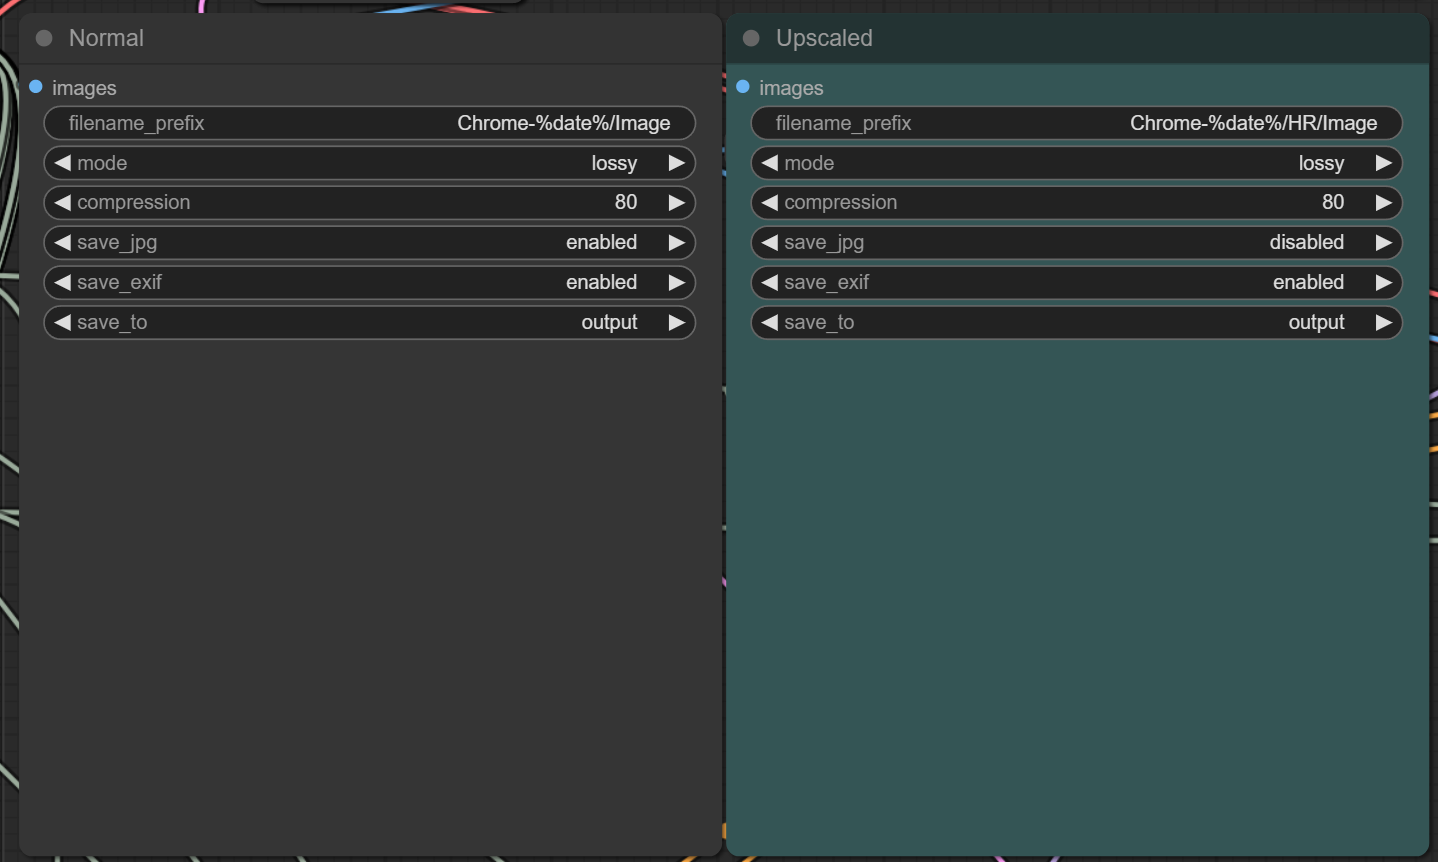 Normal
images
filename_prefix Chrome-%date%/Image
mode lossy
compression 80
save_jpg enabled
save_exif enabled
save_to output
Upscaled
images
filename_prefix Chrome-%date%/HR/Image
mode lossy
compression 80
save_jpg disabled
save_exif enabled
save_to output